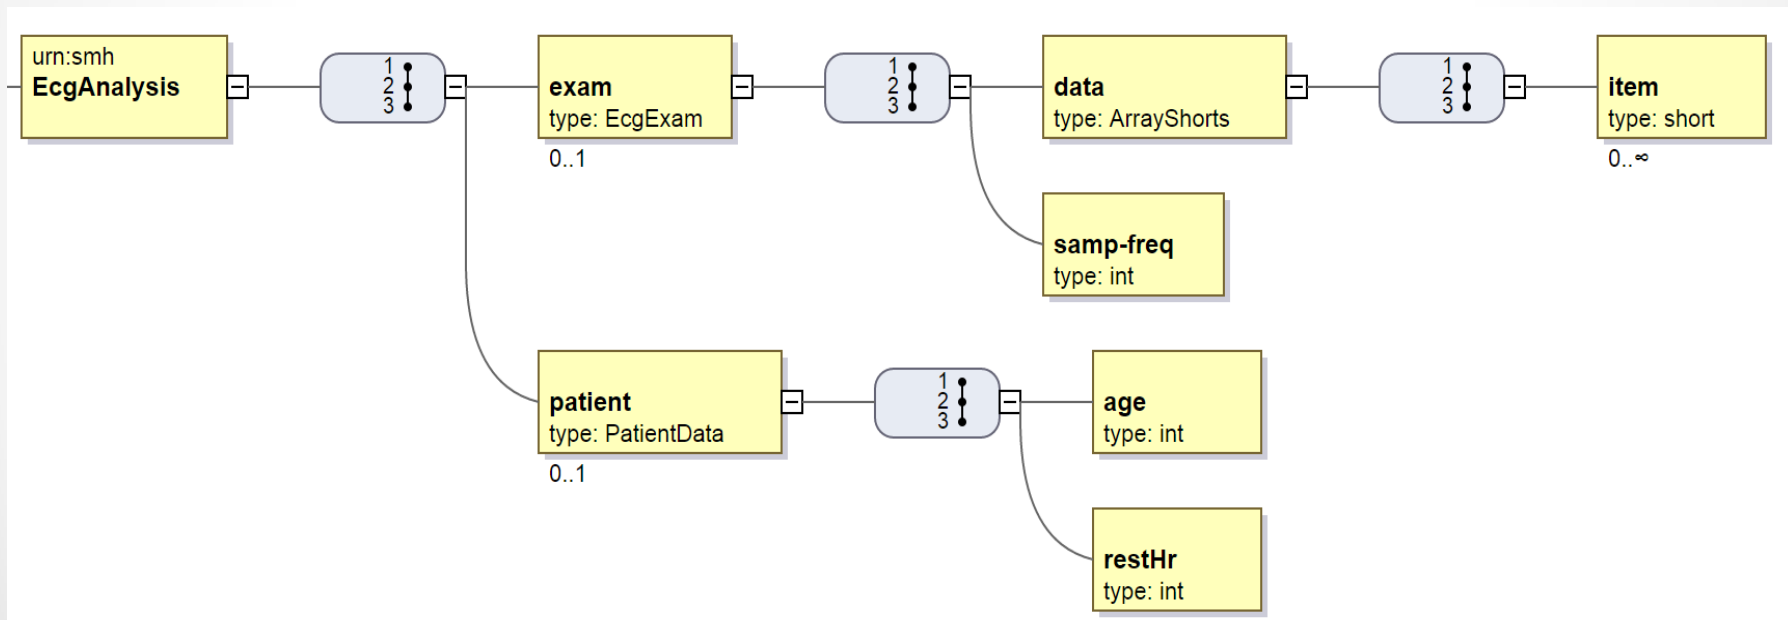 urn:smh
EcgAnalysis
1
2
3
exam
type: EcgExam
0..1
1
2
3
data
type: ArrayShorts
1
2
3
item
type: short
0..∞
samp-freq
type: int
patient
type: PatientData
0..1
1
2
3
age
type: int
restHr
type: int